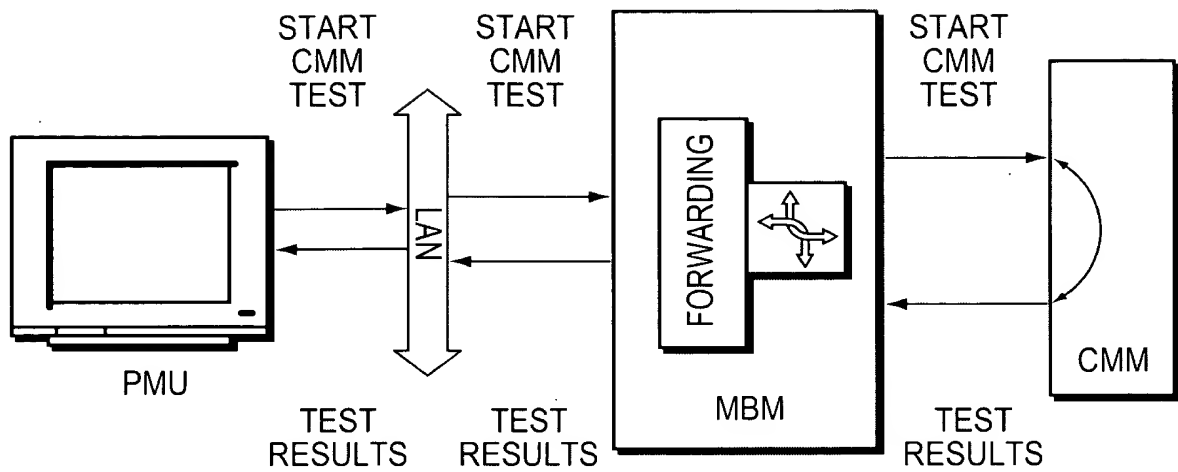 START
CMM
TEST
START
CMM
TEST
START
CMM
TEST
LAN
FORWARDING
PMU
MBM
CMM
TEST
RESULTS
TEST
RESULTS
TEST
RESULTS